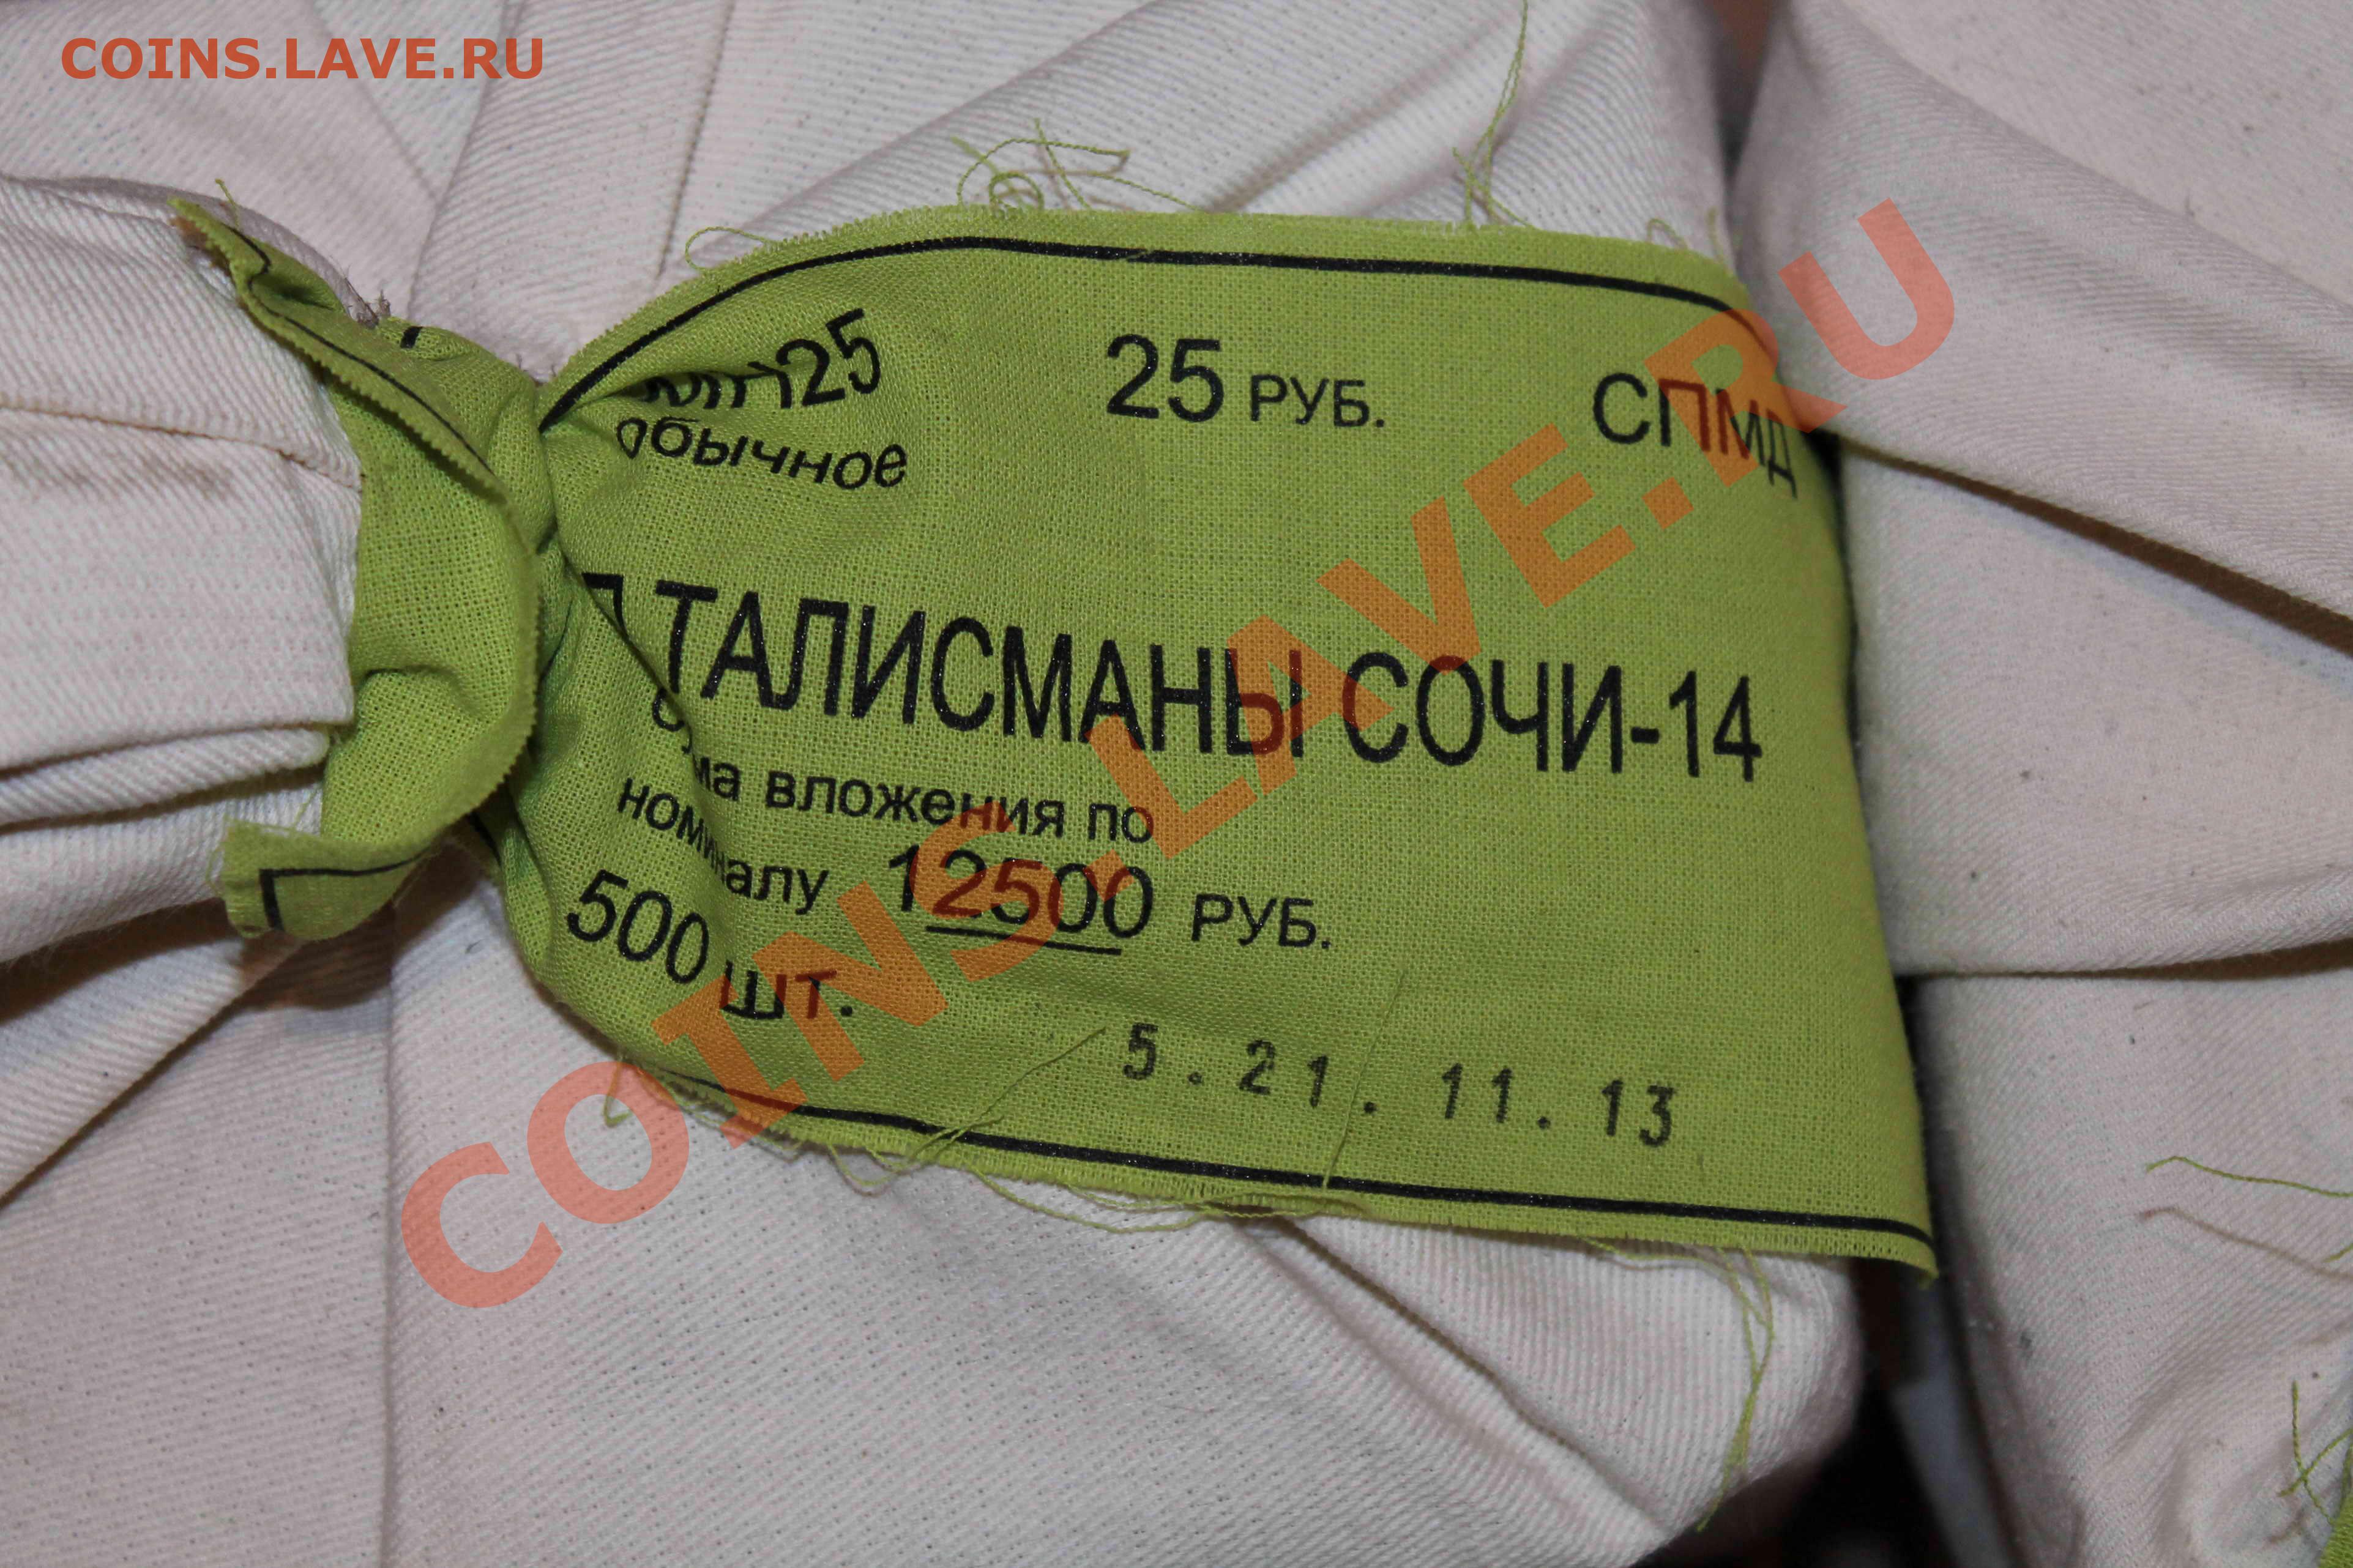 COINS.LAVE.RU
25 РУБ. СПМД
обычное
ТАЛИСМАНЫ СОЧИ-14
вложения по
номиналу 12500 РУБ.
500 шт.
5.21.11.13
COINS.LAVE.RU